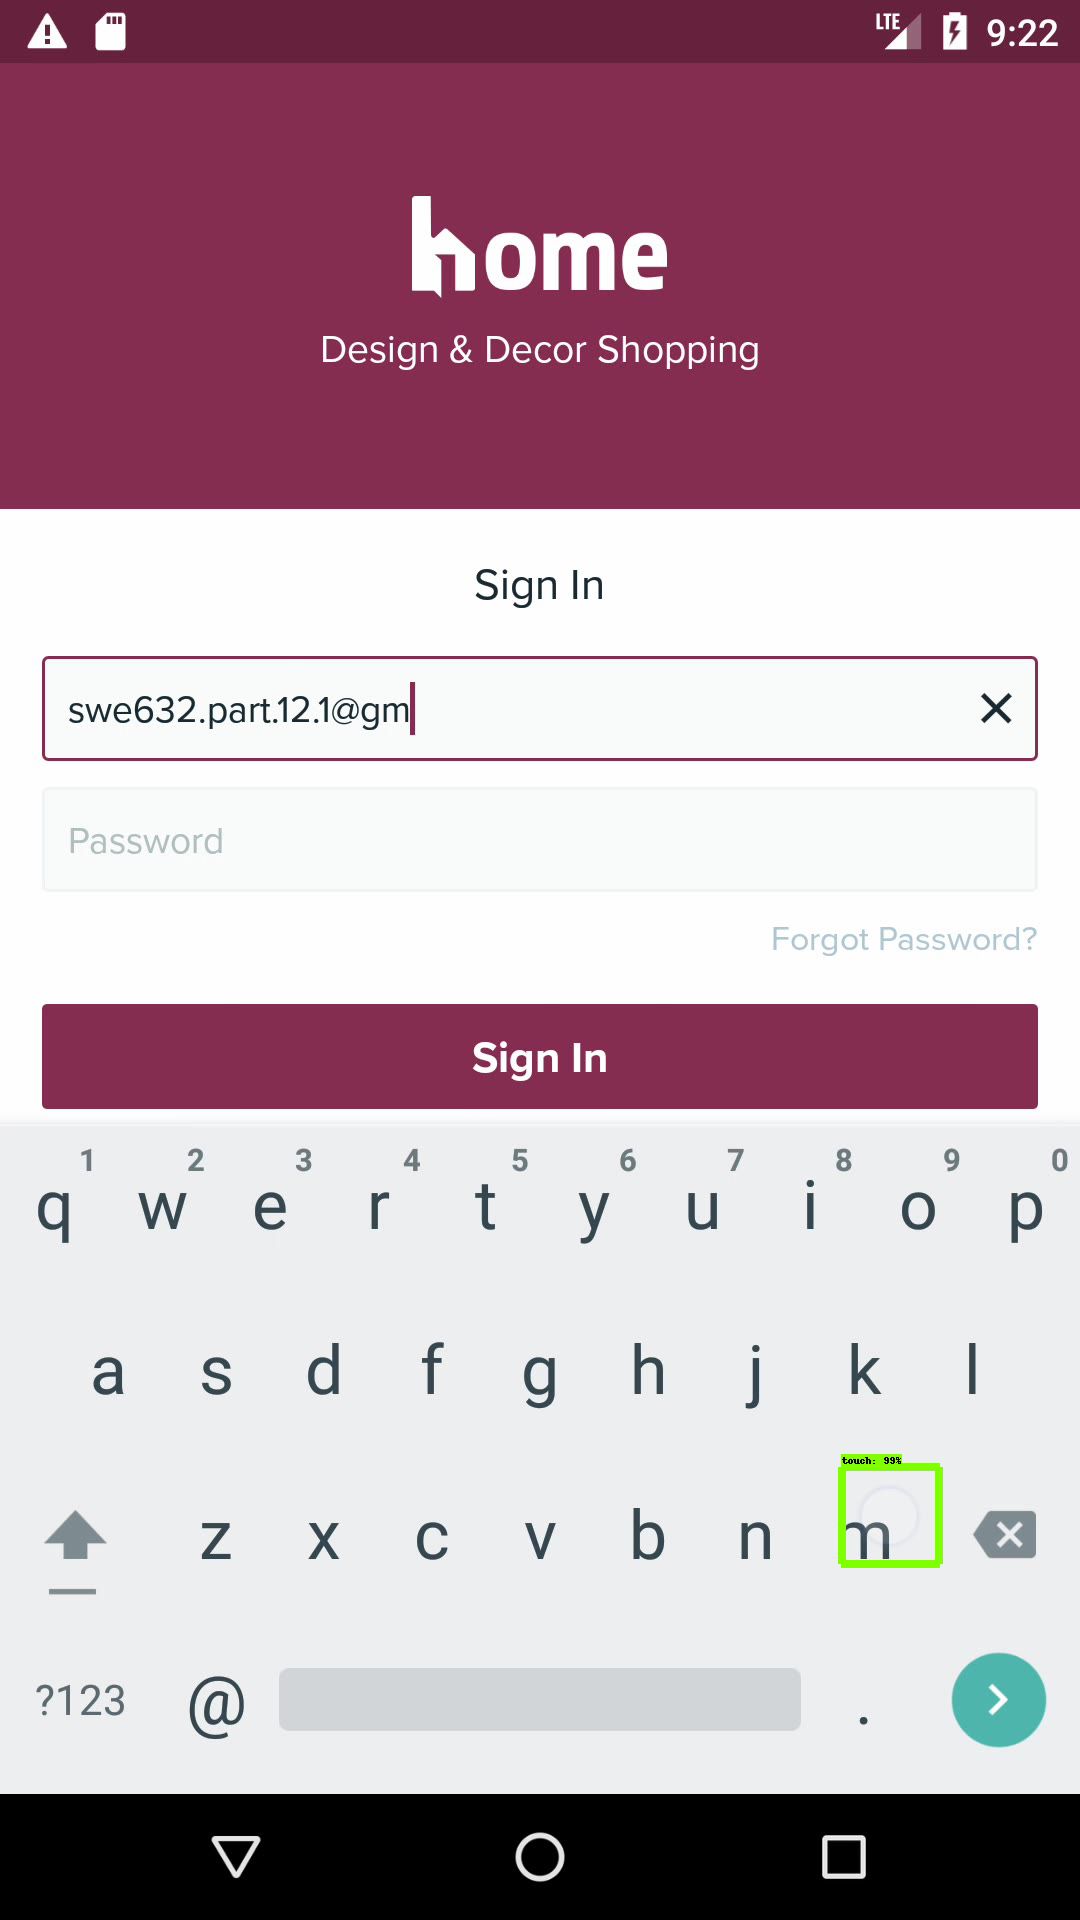 LTE 9:22
home
Design & Decor Shopping
Sign In
swe632.part.12.1@gm
Password
Forgot Password?
Sign In
1 2 3 4 5 6 7 8 9 0
q w e r t y u i o p
a s d f g h j k l
touch: 99%
z x c v b n m
?123 @ .